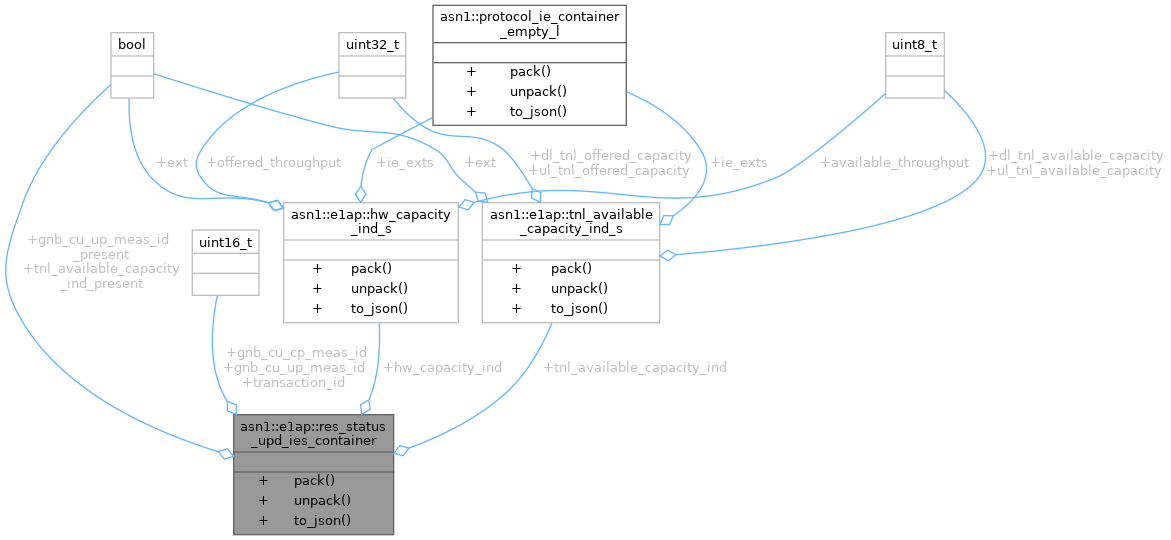 asn1::protocol_ie_container
_empty_l
+ pack()
+ unpack()
+ to_json()
bool
uint32_t
uint8_t
+ext
+offered_throughput
+ie_exts
+ext
+dl_tnl_offered_capacity
+ul_tnl_offered_capacity
+ie_exts
+available_throughput
+dl_tnl_available_capacity
+ul_tnl_available_capacity
asn1::e1ap::hw_capacity
_ind_s
+ pack()
+ unpack()
+ to_json()
asn1::e1ap::tnl_available
_capacity_ind_s
+ pack()
+ unpack()
+ to_json()
+gnb_cu_up_meas_id
_present
+tnl_available_capacity
_ind_present
uint16_t
+gnb_cu_cp_meas_id
+gnb_cu_up_meas_id
+transaction_id
+hw_capacity_ind
+tnl_available_capacity_ind
asn1::e1ap::res_status
_upd_ies_container
+ pack()
+ unpack()
+ to_json()